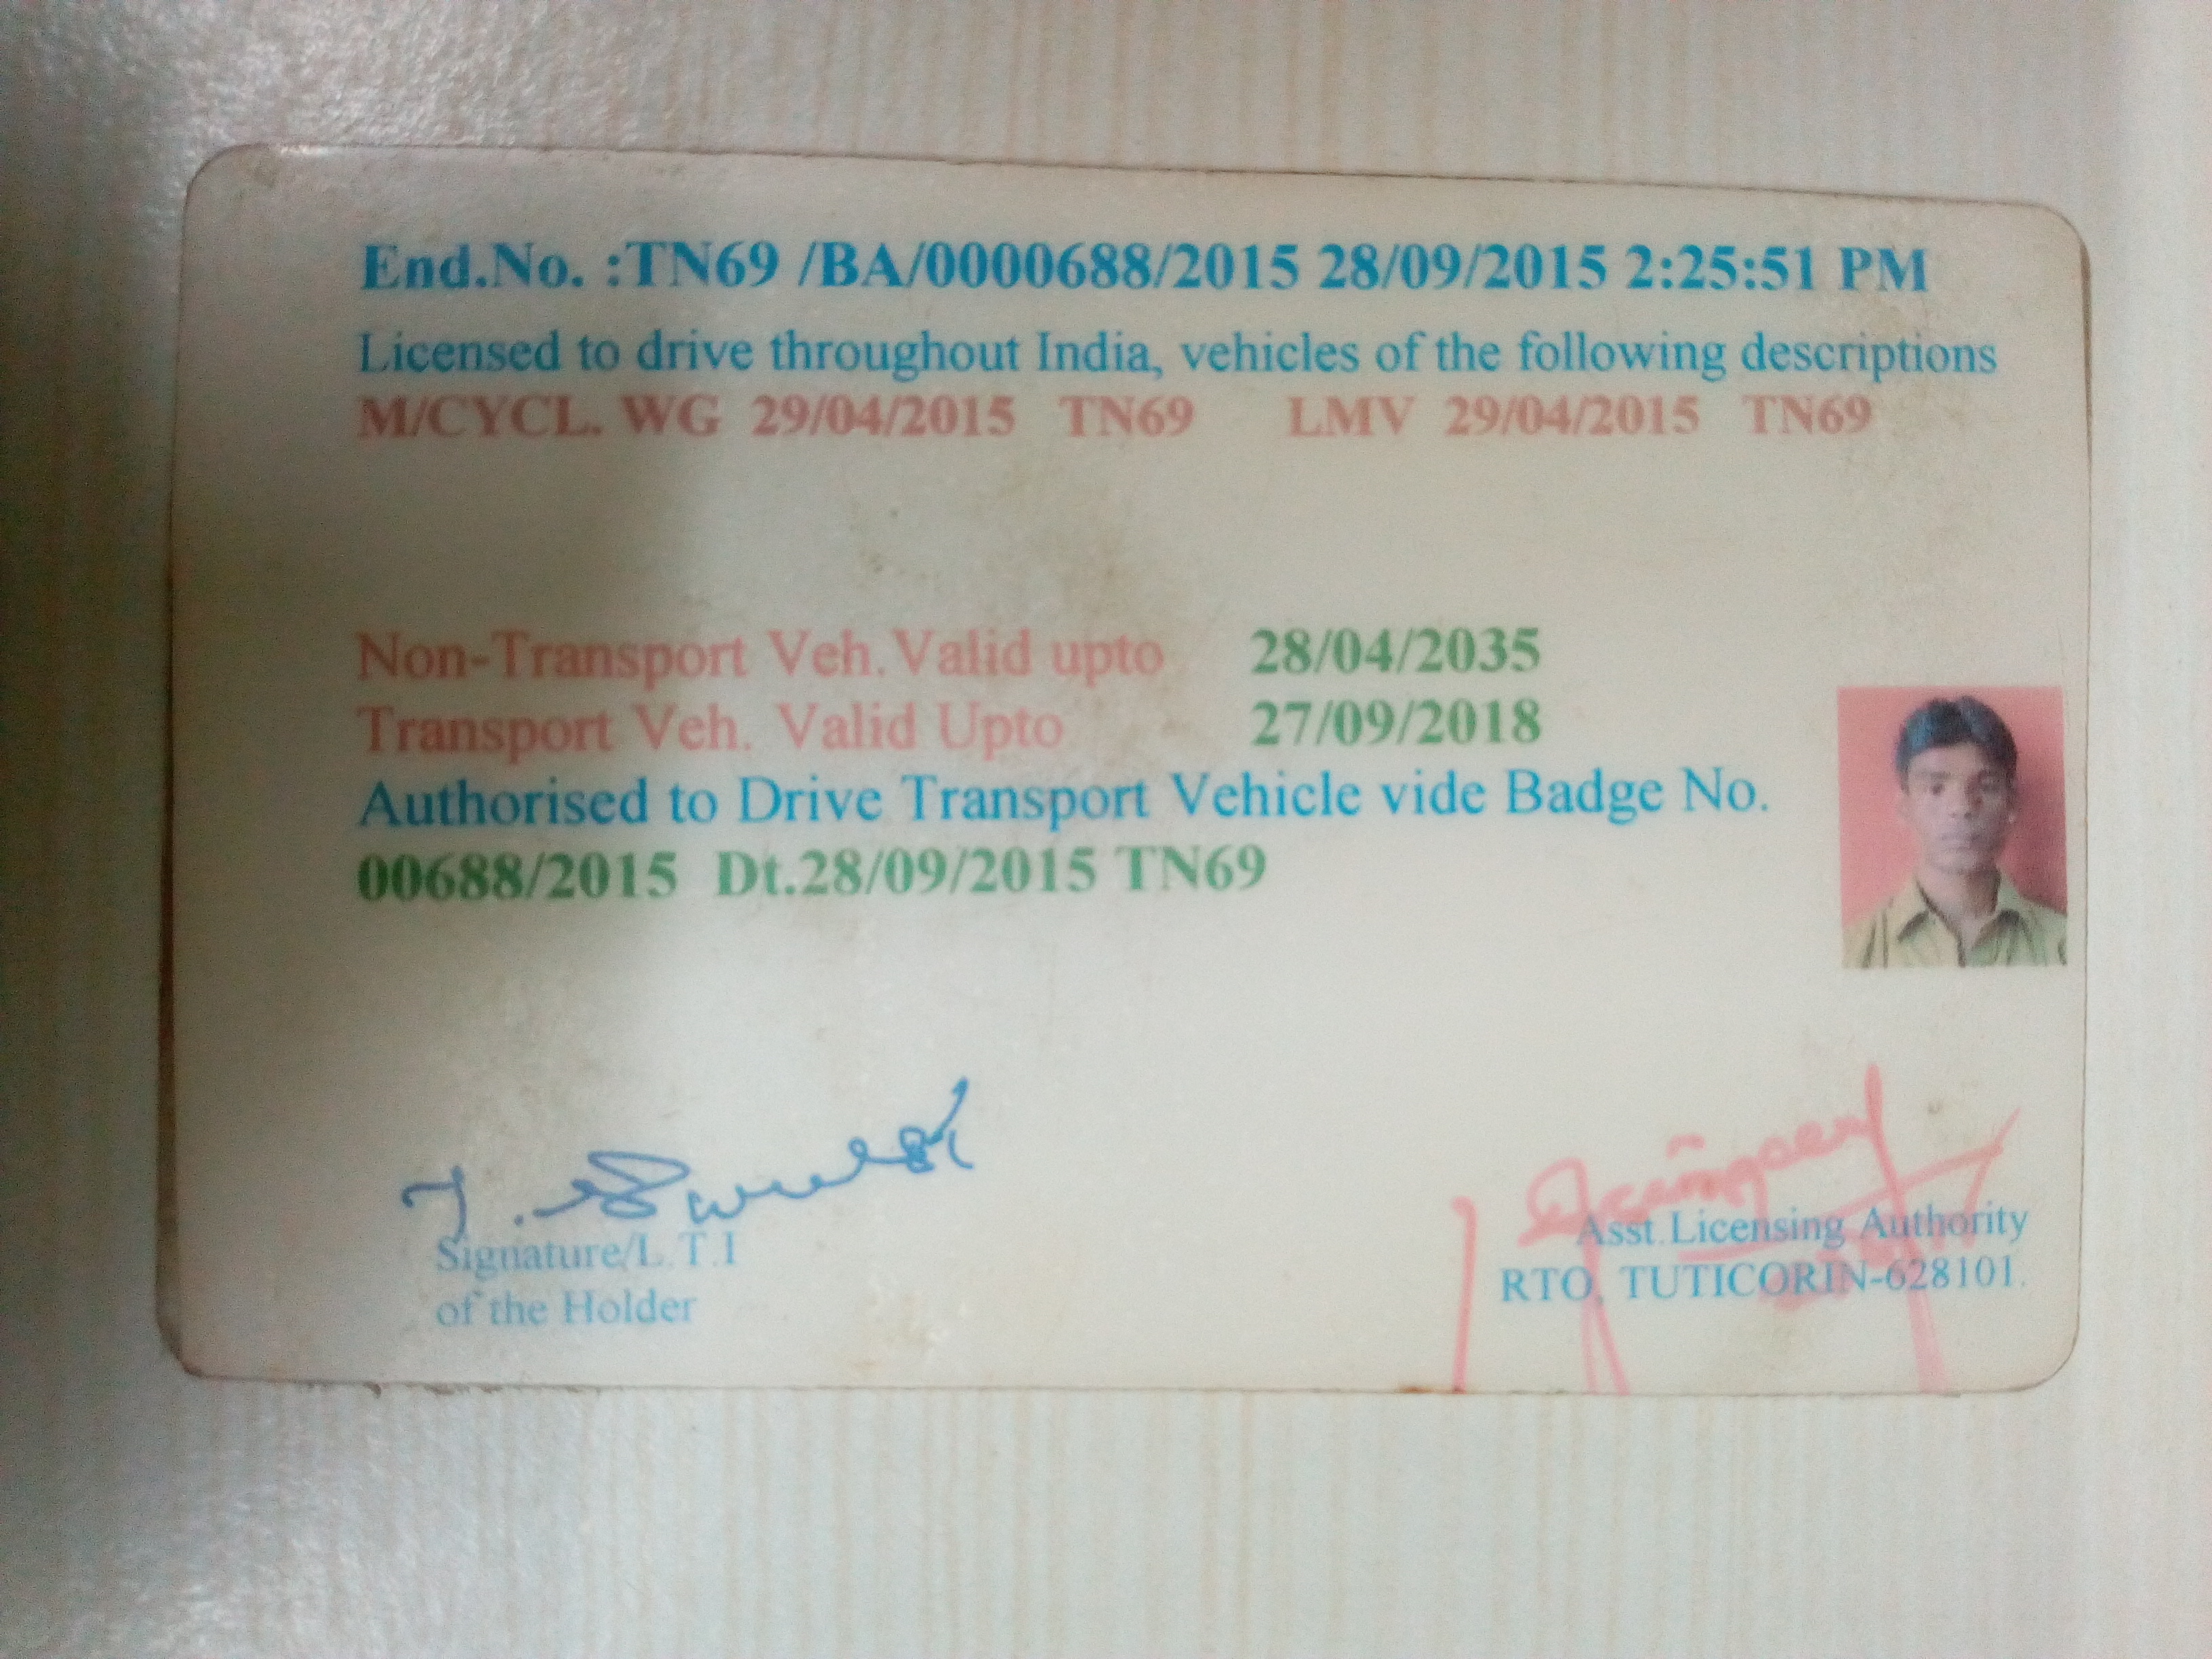 End.No. :TN69 /BA/0000688/2015 28/09/2015 2:25:51 PM
Licensed to drive throughout India, vehicles of the following descriptions
M/CYCL. WG 29/04/2015 TN69 LMV 29/04/2015 TN69
Non-Transport Veh.Valid upto 28/04/2035
Transport Veh. Valid Upto 27/09/2018
Authorised to Drive Transport Vehicle vide Badge No.
00688/2015 Dt.28/09/2015 TN69
Signature/L.T.I
of the Holder
Asst.Licensing Authority
RTO, TUTICORIN-628101.